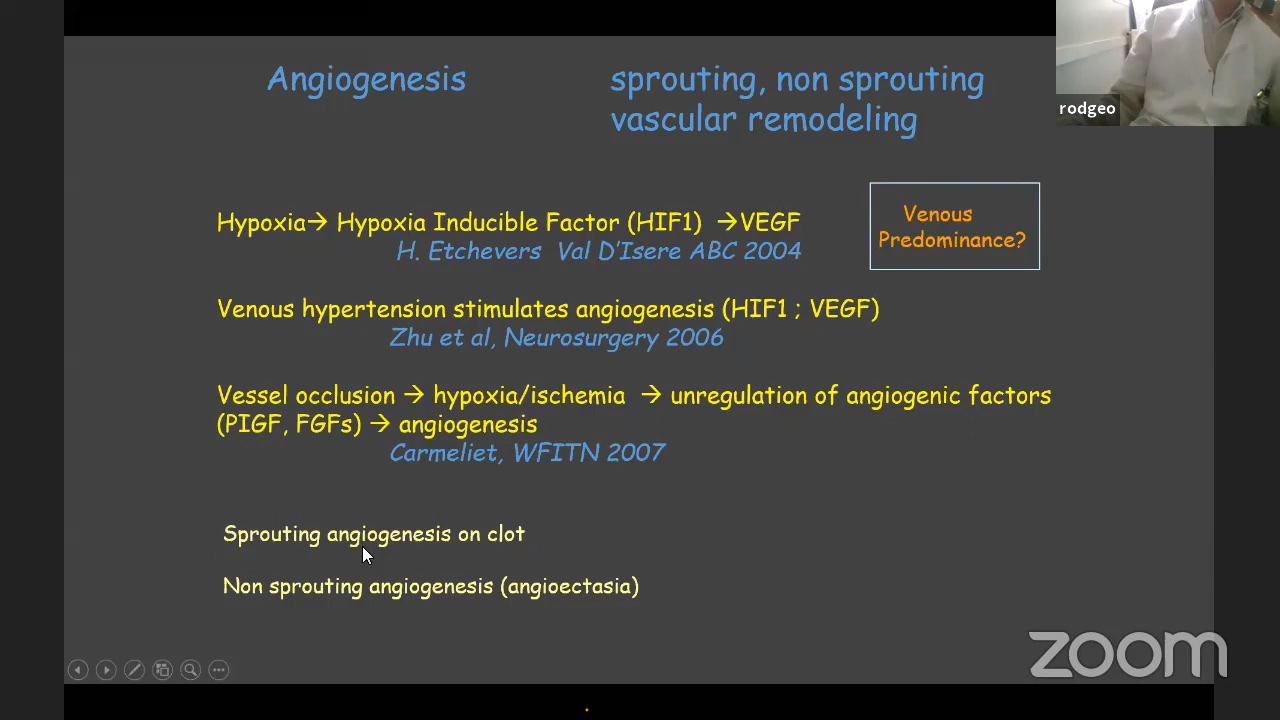 Angiogenesis
sprouting, non sprouting
vascular remodeling
rodgeo
Hypoxia→ Hypoxia Inducible Factor (HIF1) →VEGF
H. Etchevers Val D'Isere ABC 2004
Venous
Predominance?
Venous hypertension stimulates angiogenesis (HIF1 ; VEGF)
Zhu et al, Neurosurgery 2006
Vessel occlusion → hypoxia/ischemia → unregulation of angiogenic factors
(PIGF, FGFs) → angiogenesis
Carmeliet, WFITN 2007
Sprouting angiogenesis on clot
Non sprouting angiogenesis (angioectasia)
zoom